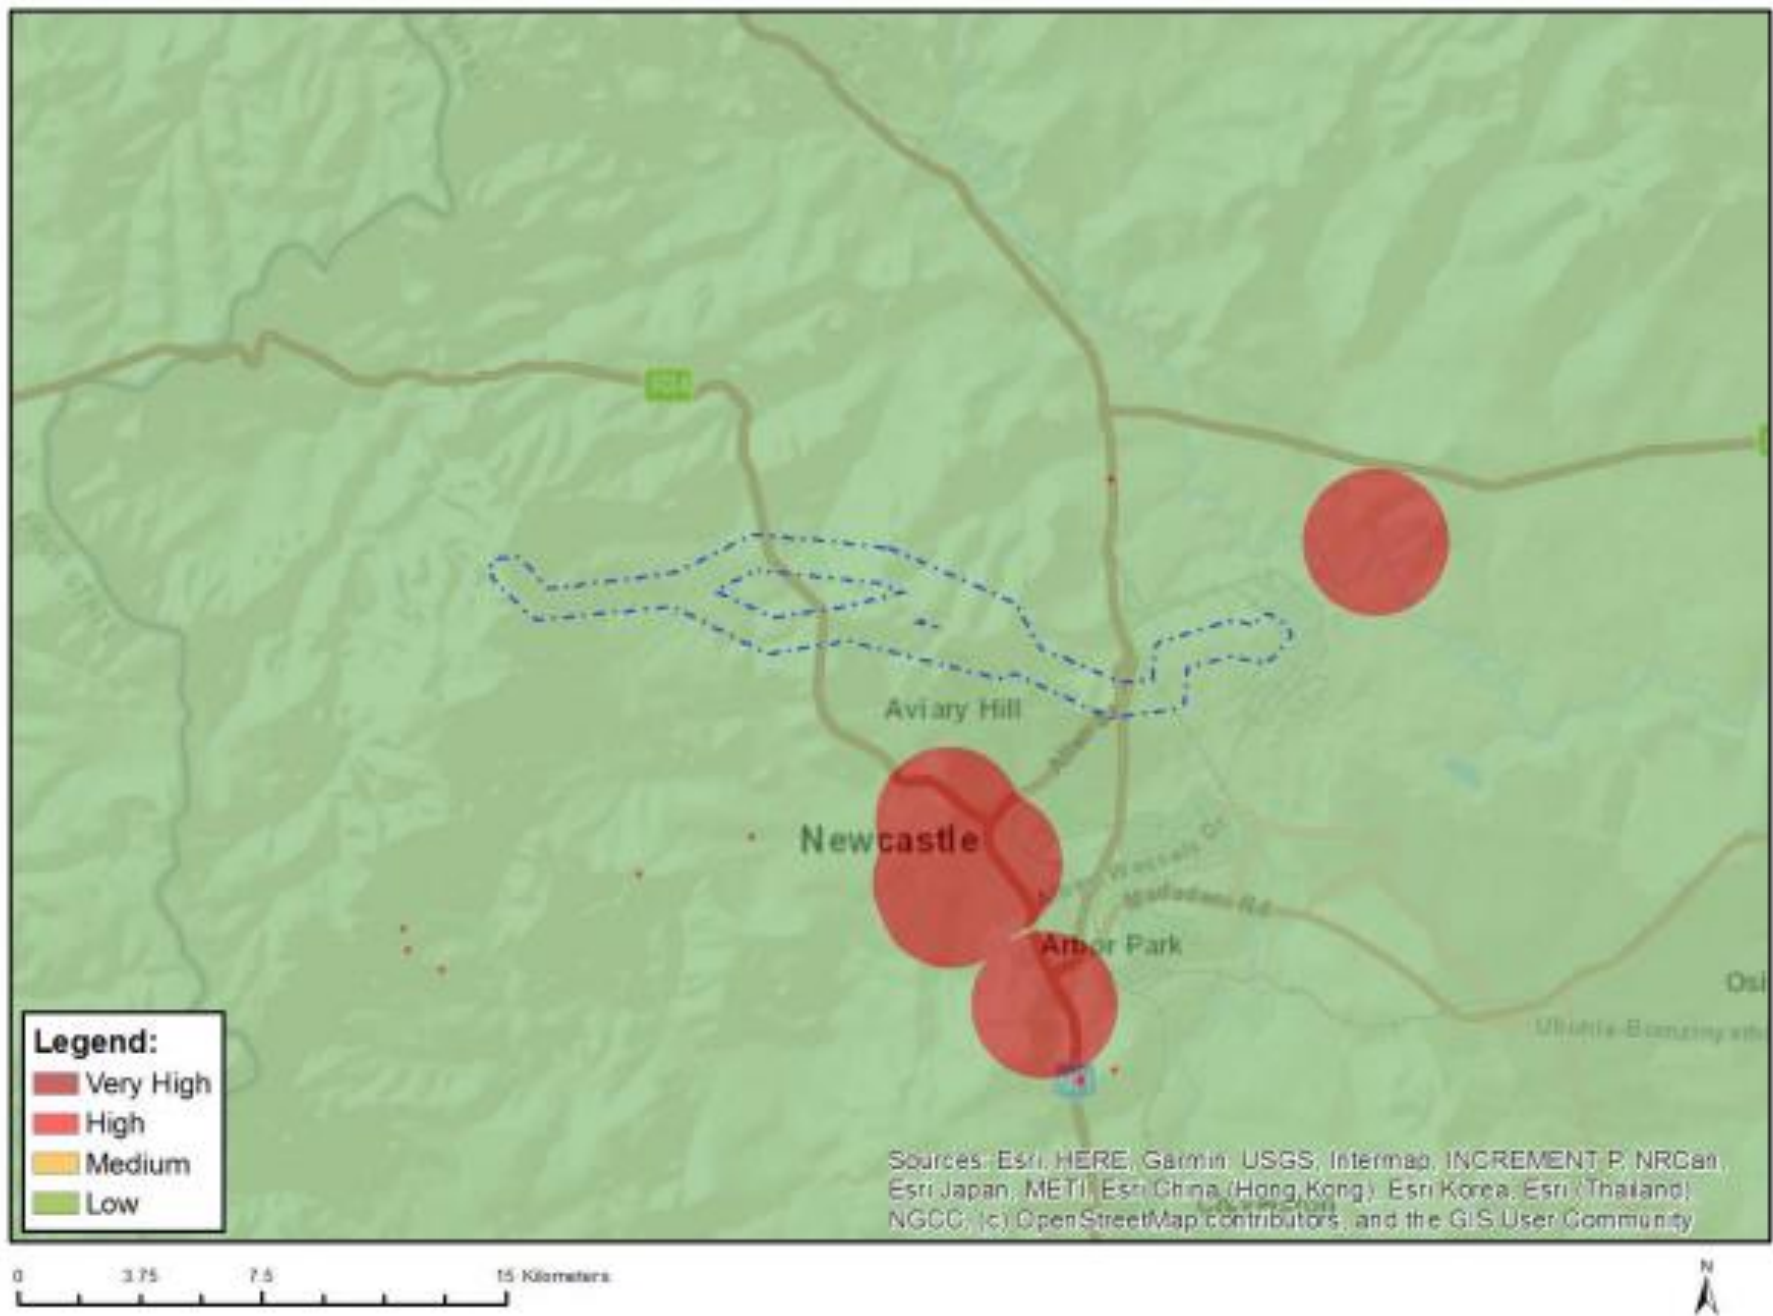 Aviary Hill
Newcastle
Arbor Park
Madadeni Rd
Osi
Legend:
Very High
High
Medium
Low
Sources: Esri, HERE, Garmin, USGS, Intermap, INCREMENT P, NRCan,
Esri Japan, METI, Esri China (Hong Kong), Esri Korea, Esri (Thailand),
NGCC, (c) OpenStreetMap contributors, and the GIS User Community
0 3.75 7.5 15 Kilometers
N